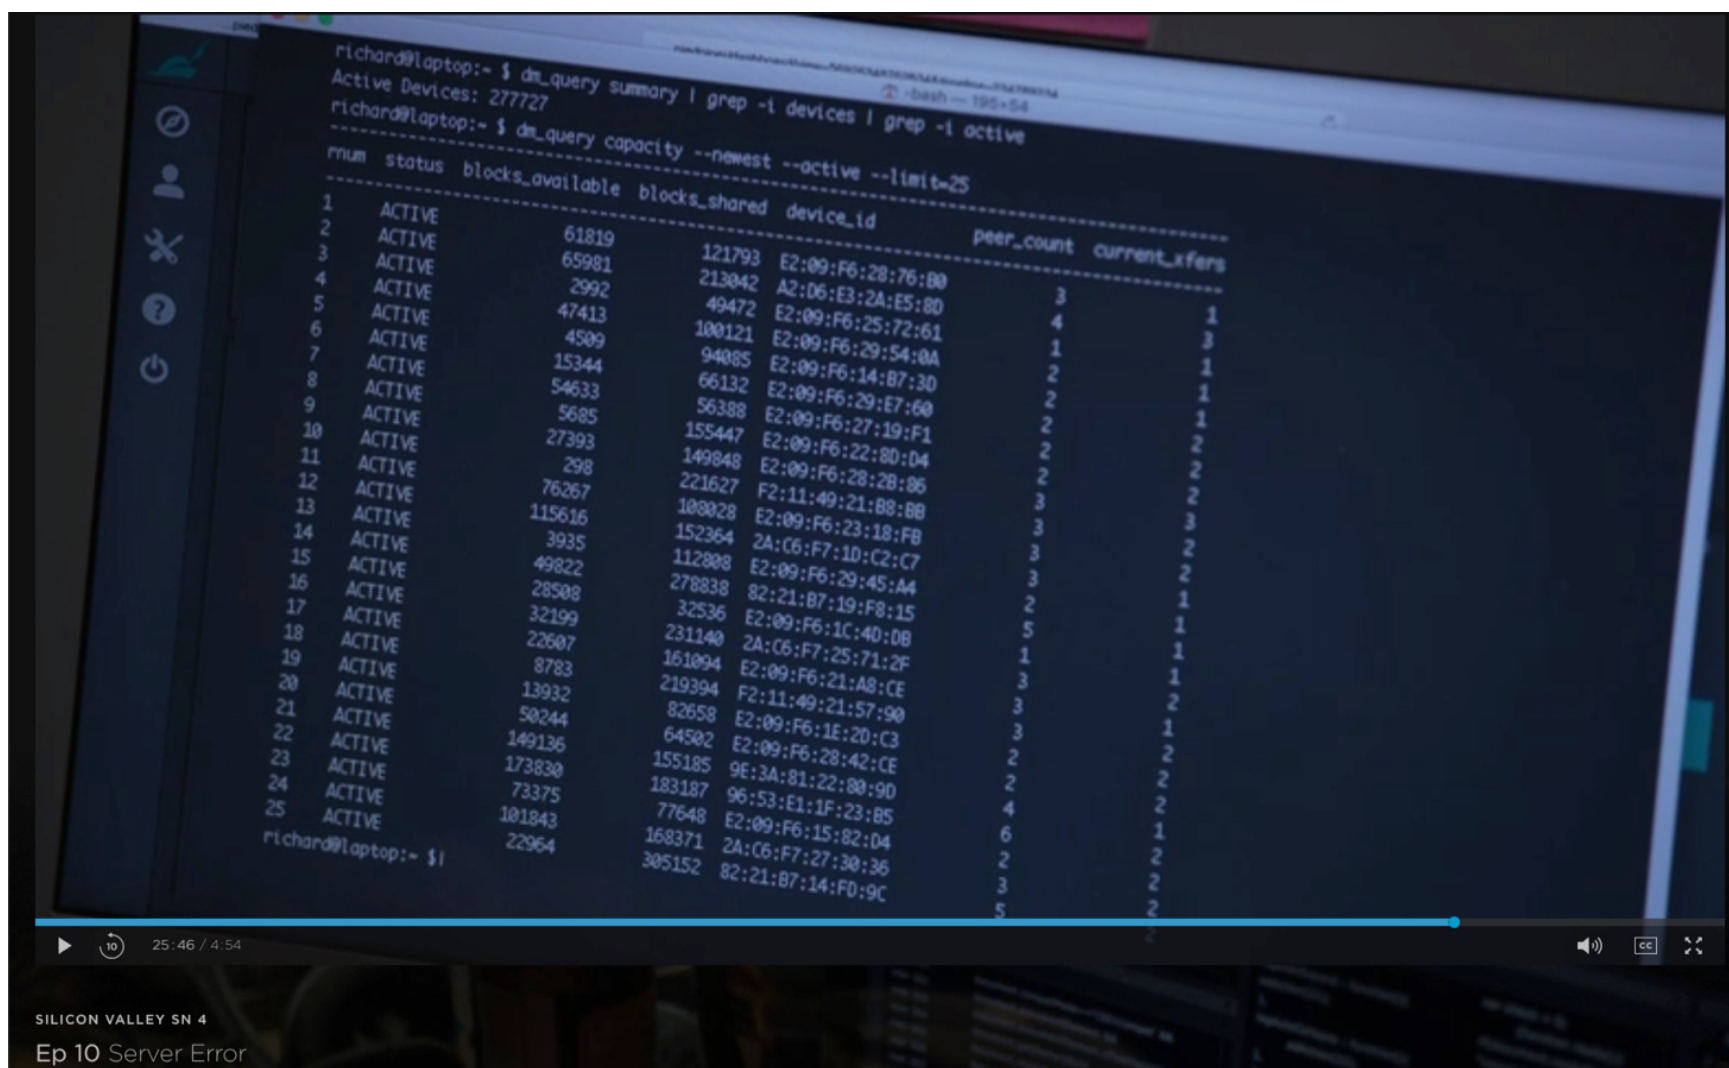 richard@laptop:~ $ dm_query summary | grep -i devices | grep -i active
-bash — 195×54
Active Devices: 277727
richard@laptop:~ $ dm_query capacity --newest --active --limit=25
rnum status blocks_available blocks_shared device_id peer_count current_xfers
1 ACTIVE 61819 121793 E2:09:F6:28:76:B0 3 1
2 ACTIVE 65981 213042 A2:D6:E3:2A:E5:8D 4 3
3 ACTIVE 2992 49472 E2:09:F6:25:72:61 1 1
4 ACTIVE 47413 100121 E2:09:F6:29:54:0A 2 1
5 ACTIVE 4509 94085 E2:09:F6:14:B7:3D 2 1
6 ACTIVE 15344 66132 E2:09:F6:29:E7:60 2 2
7 ACTIVE 54633 56388 E2:09:F6:27:19:F1 2 2
8 ACTIVE 5685 155447 E2:09:F6:22:8D:D4 2 2
9 ACTIVE 27393 149848 E2:09:F6:28:2B:86 3 3
10 ACTIVE 298 221627 F2:11:49:21:B8:BB 3 2
11 ACTIVE 76267 108028 E2:09:F6:23:18:FB 3 2
12 ACTIVE 115616 152364 2A:C6:F7:1D:C2:C7 3 1
13 ACTIVE 3935 112808 E2:09:F6:29:45:A4 2 1
14 ACTIVE 49822 278838 82:21:B7:19:F8:15 5 1
15 ACTIVE 28508 32536 E2:09:F6:1C:4D:DB 1 1
16 ACTIVE 32199 231140 2A:C6:F7:25:71:2F 3 2
17 ACTIVE 22607 161094 E2:09:F6:21:A8:CE 3 1
18 ACTIVE 8783 219394 F2:11:49:21:57:90 3 2
19 ACTIVE 13932 82658 E2:09:F6:1E:2D:C3 2 2
20 ACTIVE 50244 64502 E2:09:F6:28:42:CE 2 2
21 ACTIVE 149136 155185 9E:3A:81:22:80:9D 4 1
22 ACTIVE 173830 183187 96:53:E1:1F:23:B5 6 2
23 ACTIVE 73375 77648 E2:09:F6:15:82:D4 2 2
24 ACTIVE 101843 168371 2A:C6:F7:27:30:36 3 2
25 ACTIVE 22964 305152 82:21:B7:14:FD:9C 5 2
richard@laptop:~ $
10 25:46 / 4:54 CC
SILICON VALLEY SN 4
Ep 10 Server Error